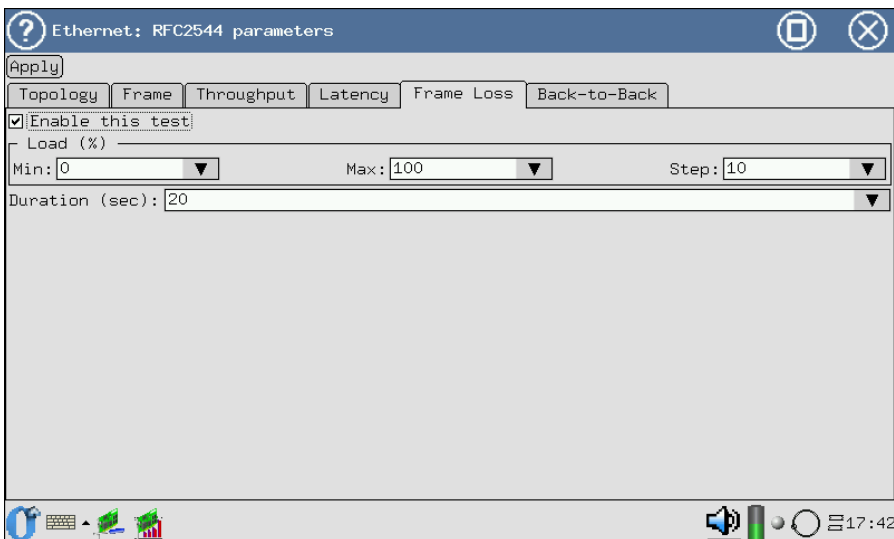 ? Ethernet: RFC2544 parameters
Apply
Topology Frame Throughput Latency Frame Loss Back-to-Back
Enable this test
Load (%)
Min: 0 Max: 100 Step: 10
Duration (sec): 20
17:42